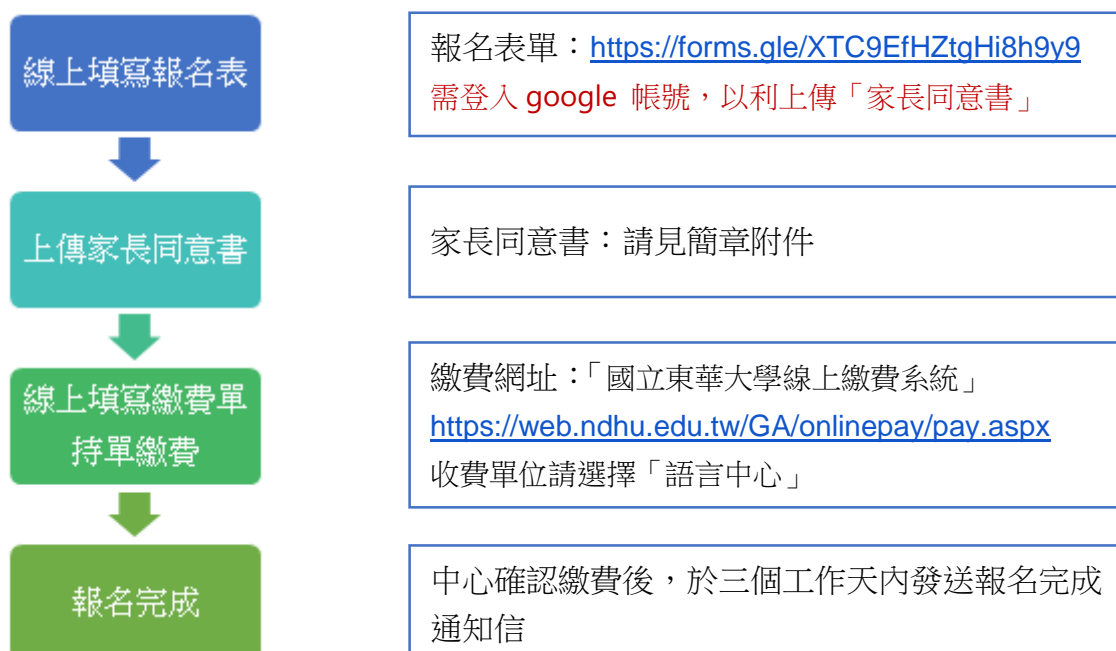 線上填寫報名表
報名表單：https://forms.gle/XTC9EfHZtgHi8h9y9
需登入 google 帳號，以利上傳「家長同意書」
上傳家長同意書
家長同意書：請見簡章附件
線上填寫繳費單
持單繳費
繳費網址：「國立東華大學線上繳費系統」
https://web.ndhu.edu.tw/GA/onlinepay/pay.aspx
收費單位請選擇「語言中心」
報名完成
中心確認繳費後，於三個工作天內發送報名完成
通知信